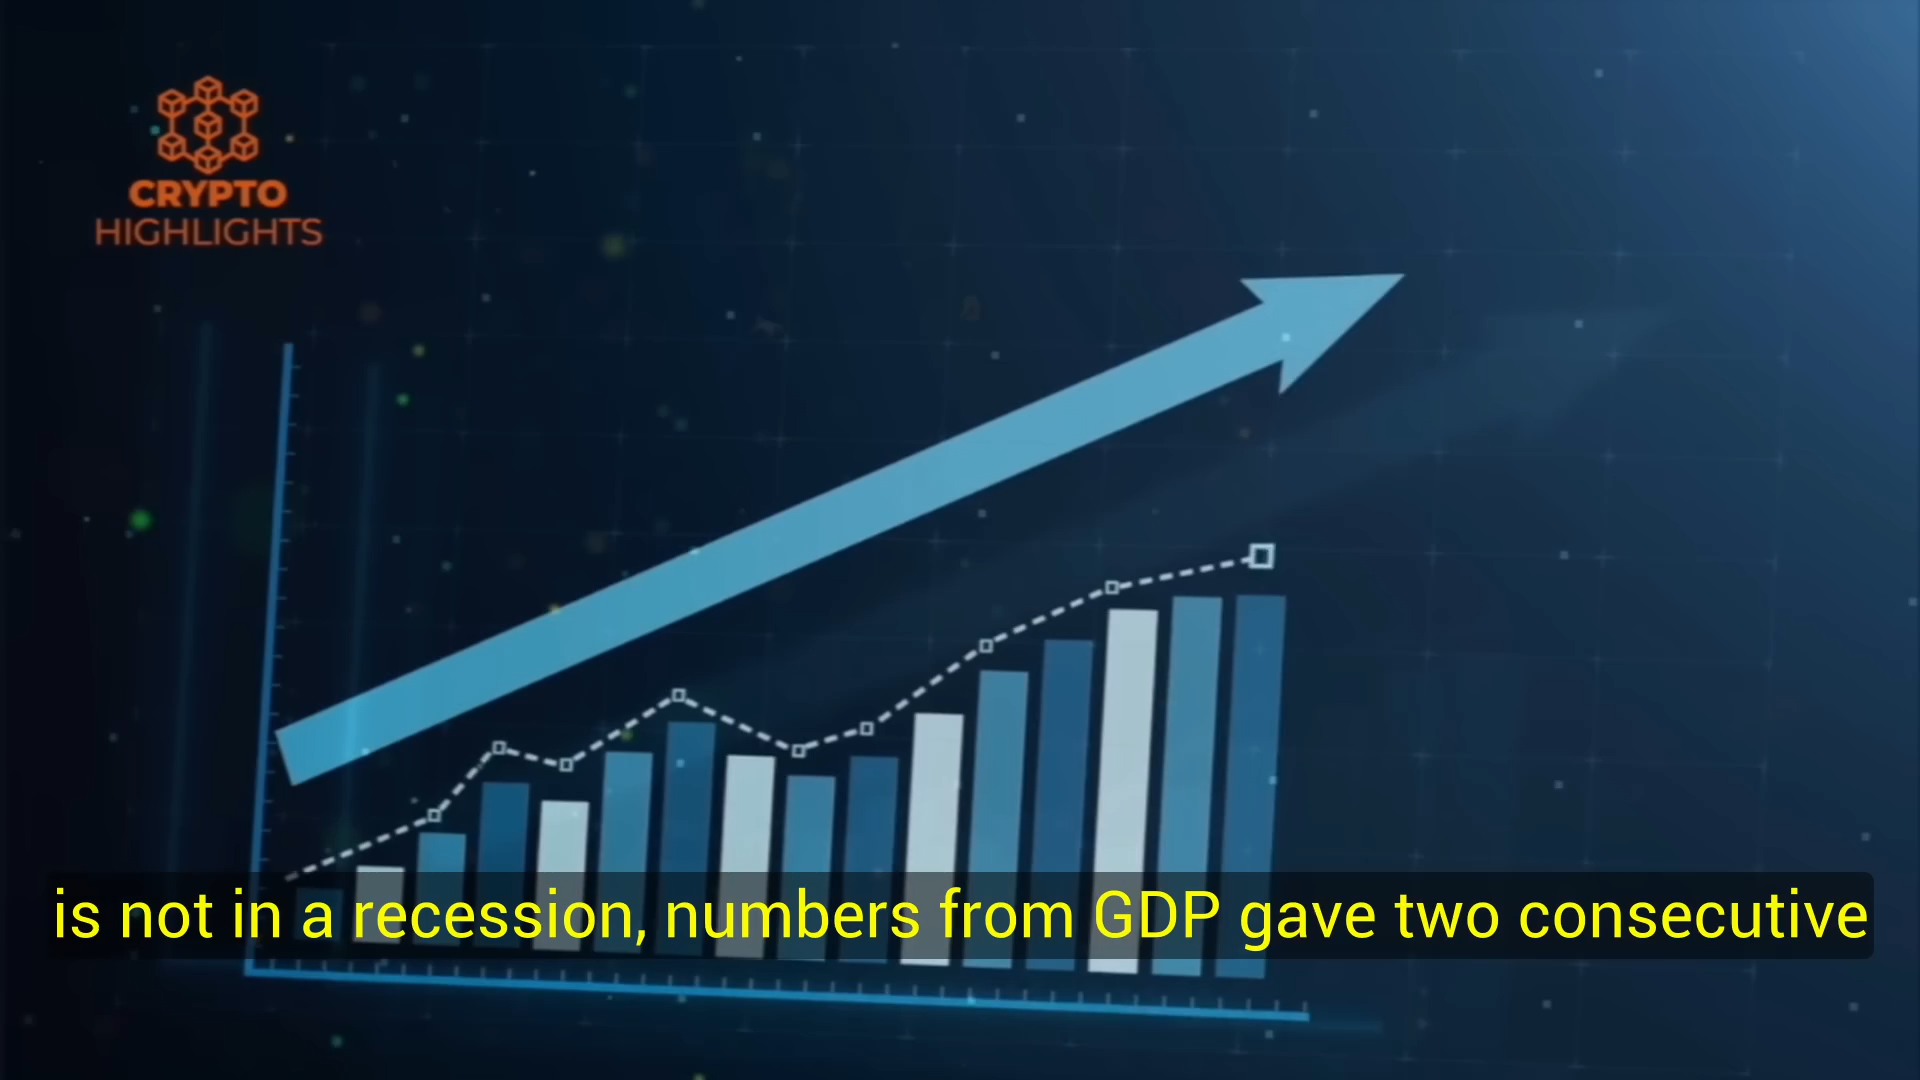 CRYPTO
HIGHLIGHTS
is not in a recession, numbers from GDP gave two consecutive